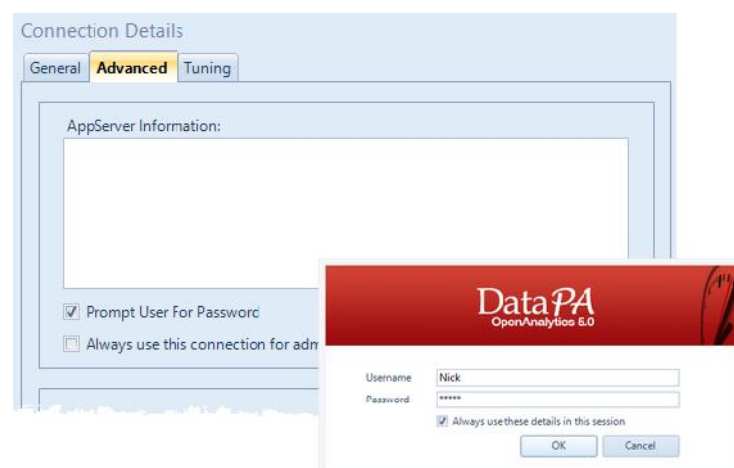 Connection Details
General Advanced Tuning
AppServer Information:
Prompt User For Password
Always use this connection for adm
DataPA
OpenAnalytics 5.0
Username Nick
Password *****
Always use these details in this session
OK Cancel